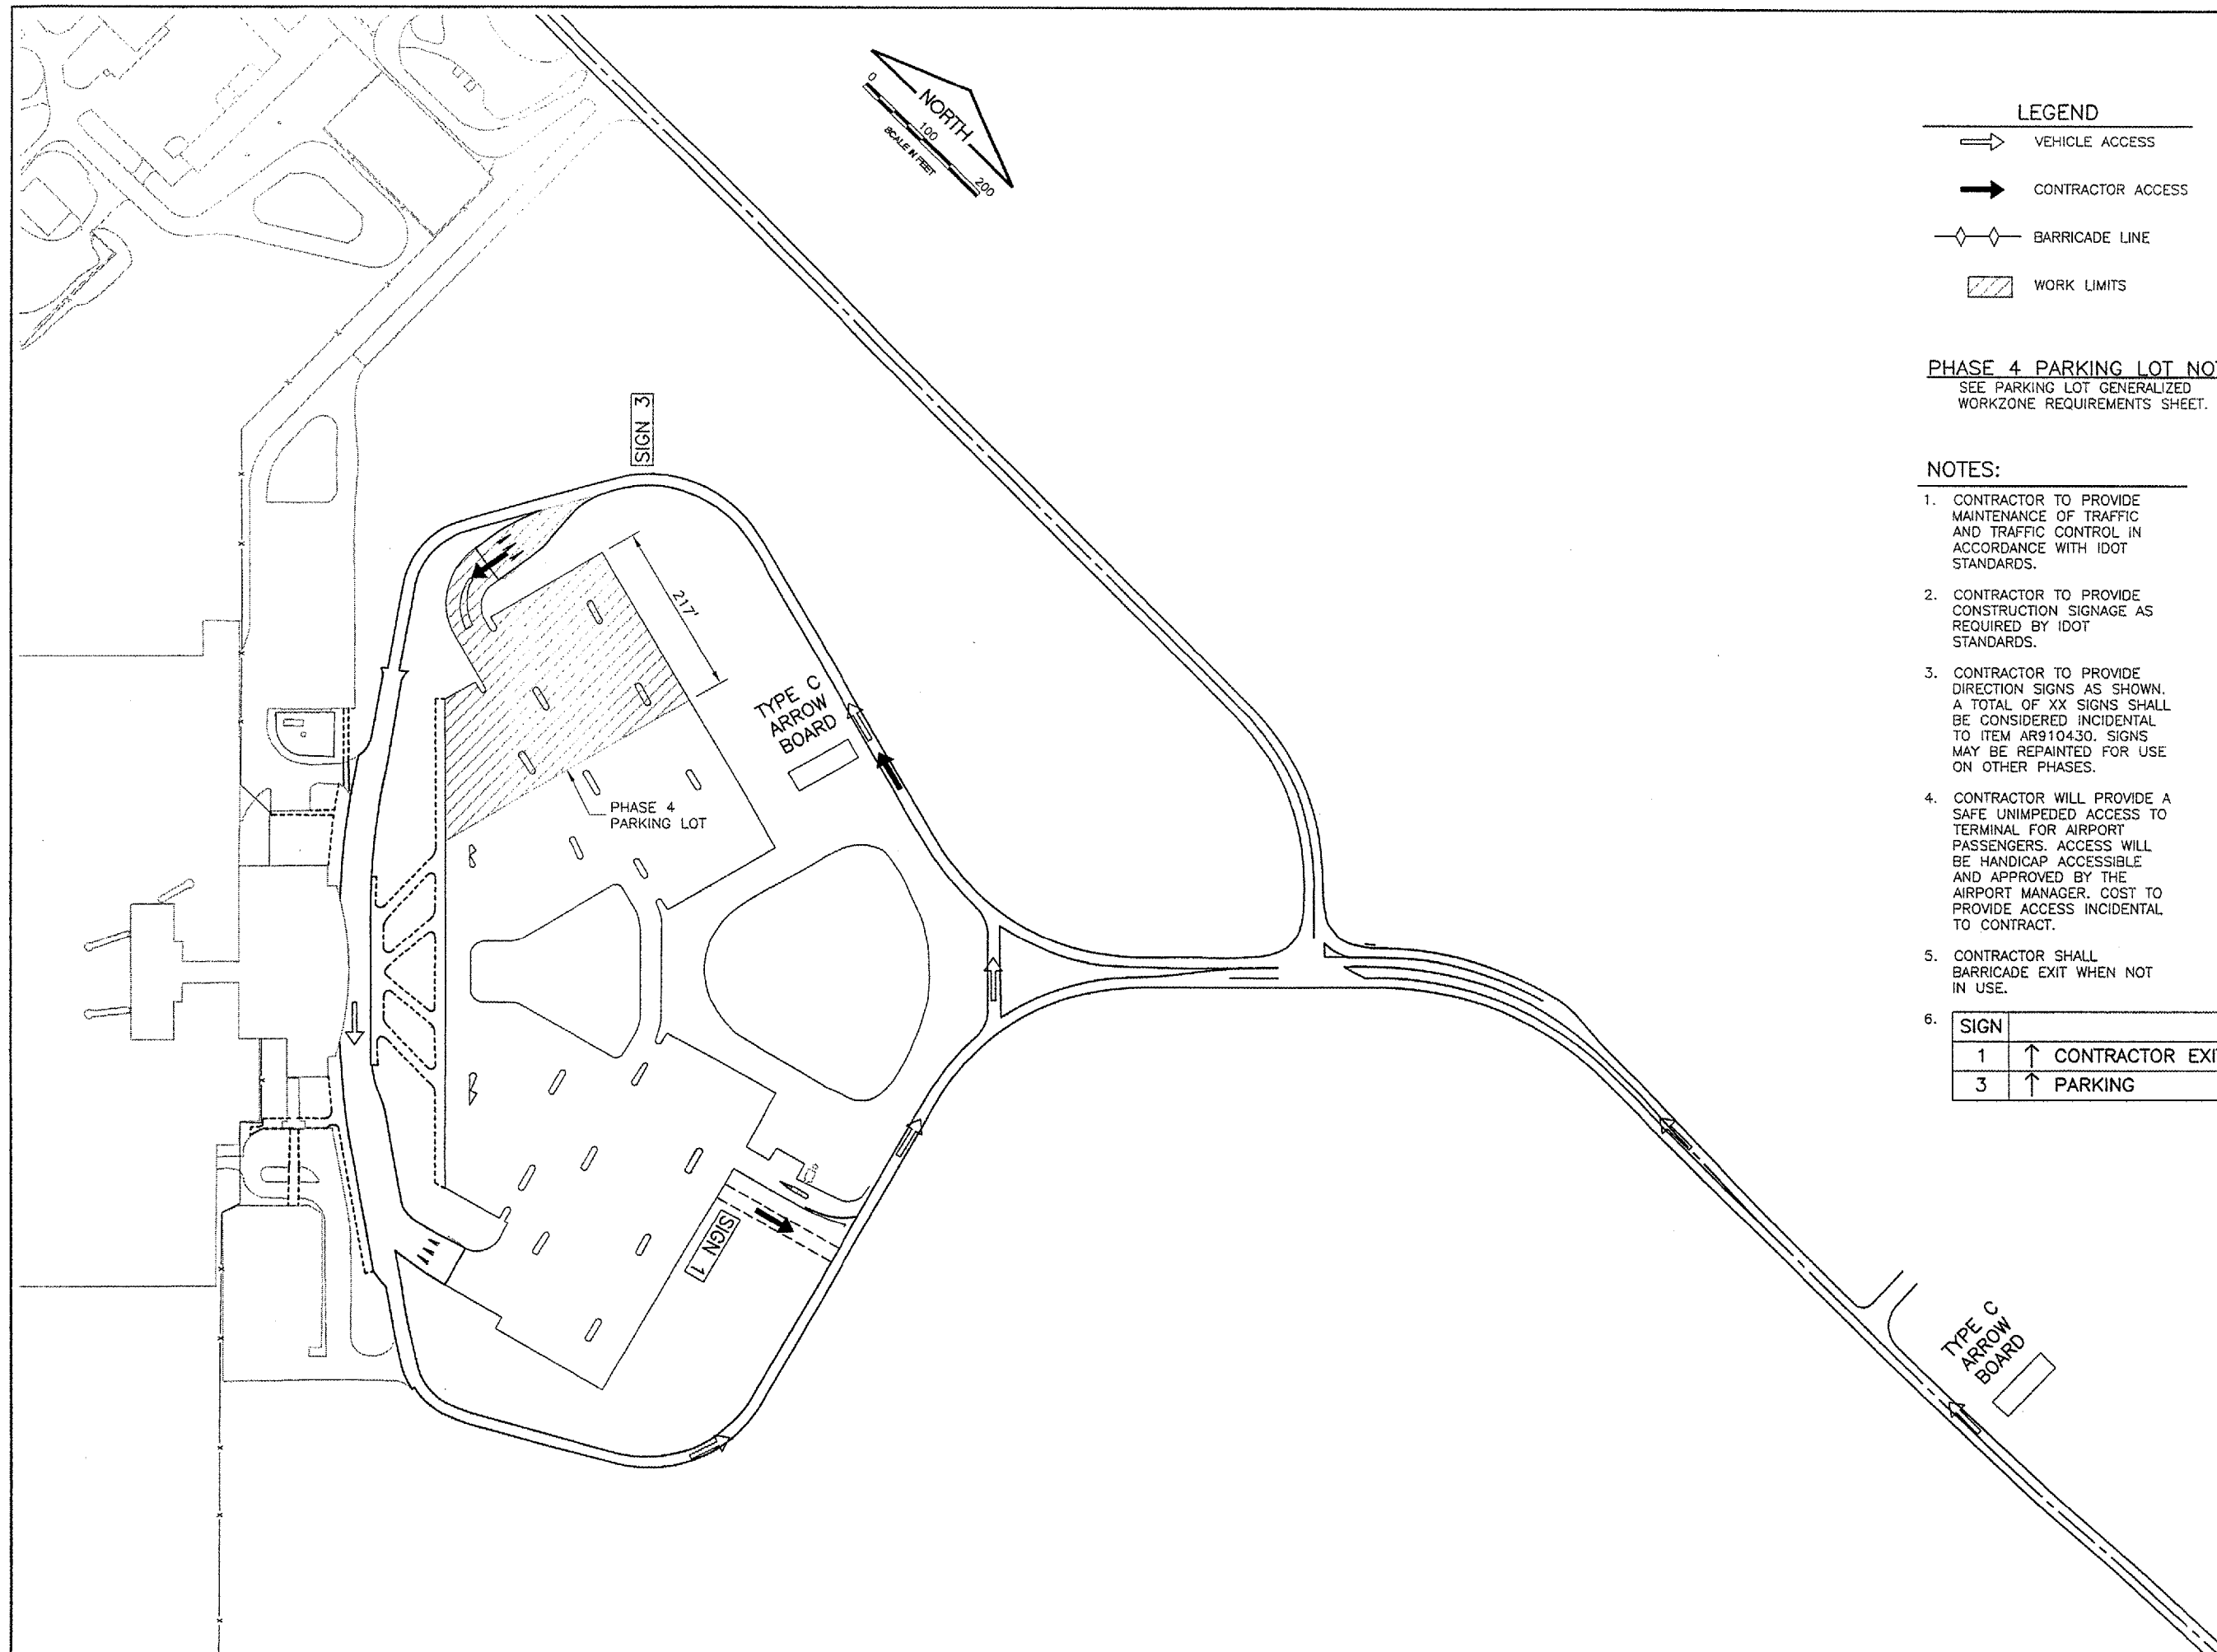 0
NORTH
100
SCALE IN FEET
200
LEGEND
VEHICLE ACCESS
CONTRACTOR ACCESS
BARRICADE LINE
WORK LIMITS
PHASE 4 PARKING LOT
SEE PARKING LOT GENERALIZED
WORKZONE REQUIREMENTS SHEET.
NOTES:
1. CONTRACTOR TO PROVIDE
MAINTENANCE OF TRAFFIC
AND TRAFFIC CONTROL IN
ACCORDANCE WITH IDOT
STANDARDS.
2. CONTRACTOR TO PROVIDE
CONSTRUCTION SIGNAGE AS
REQUIRED BY IDOT
STANDARDS.
3. CONTRACTOR TO PROVIDE
DIRECTION SIGNS AS SHOWN.
A TOTAL OF XX SIGNS SHALL
BE CONSIDERED INCIDENTAL
TO ITEM AR910430. SIGNS
MAY BE REPAINTED FOR USE
ON OTHER PHASES.
4. CONTRACTOR WILL PROVIDE A
SAFE UNIMPEDED ACCESS TO
TERMINAL FOR AIRPORT
PASSENGERS. ACCESS WILL
BE HANDICAP ACCESSIBLE
AND APPROVED BY THE
AIRPORT MANAGER. COST TO
PROVIDE ACCESS INCIDENTAL
TO CONTRACT.
5. CONTRACTOR SHALL
BARRICADE EXIT WHEN NOT
IN USE.
6. SIGN
1 ↑ CONTRACTOR
3 ↑ PARKING
SIGN 3
217'
TYPE C
ARROW
BOARD
PHASE 4
PARKING LOT
SIGN 1
TYPE C
ARROW
BOARD